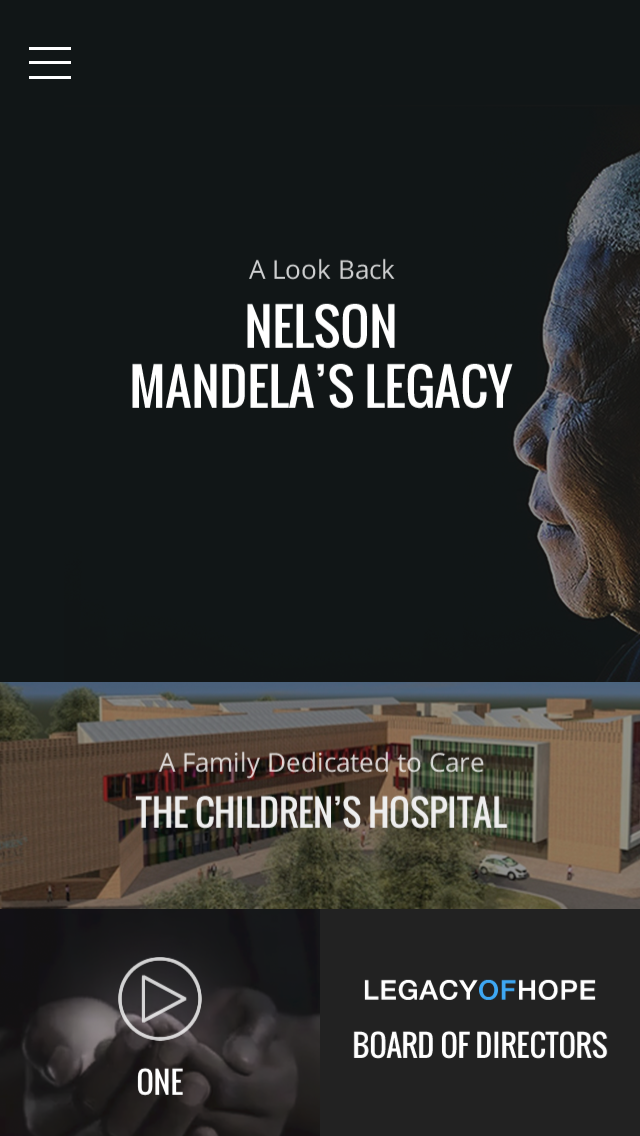 A Look Back
NELSON
MANDELA’S LEGACY
A Family Dedicated to Care
THE CHILDREN’S HOSPITAL
ONE
LEGACYOFHOPE
BOARD OF DIRECTORS